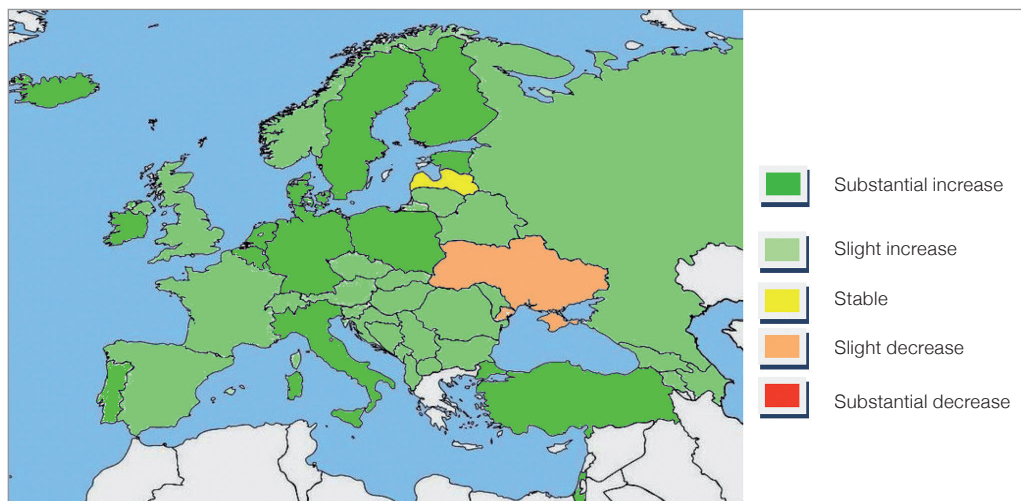 Substantial increase
Slight increase
Stable
Slight decrease
Substantial decrease